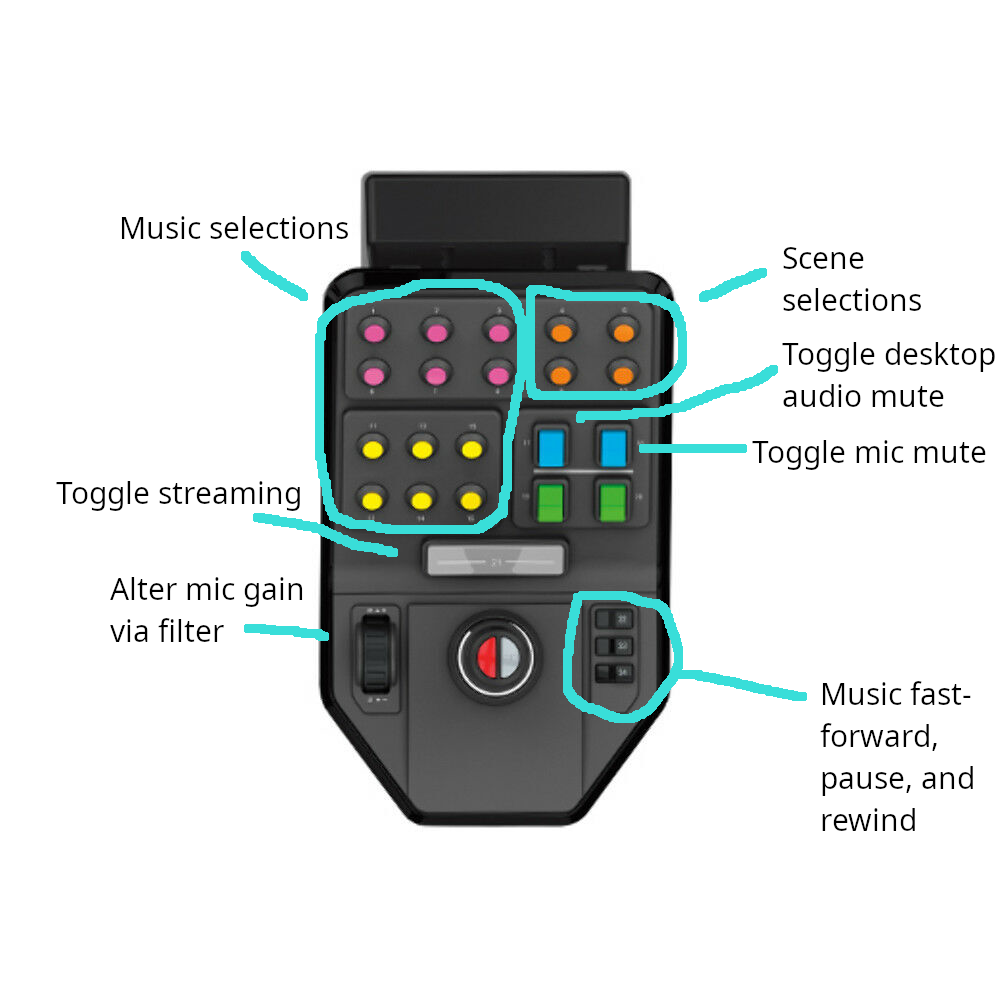 Music selections
Scene
selections
Toggle desktop
audio mute
Toggle mic mute
Toggle streaming
Alter mic gain
via filter
Music fast-
forward,
pause, and
rewind